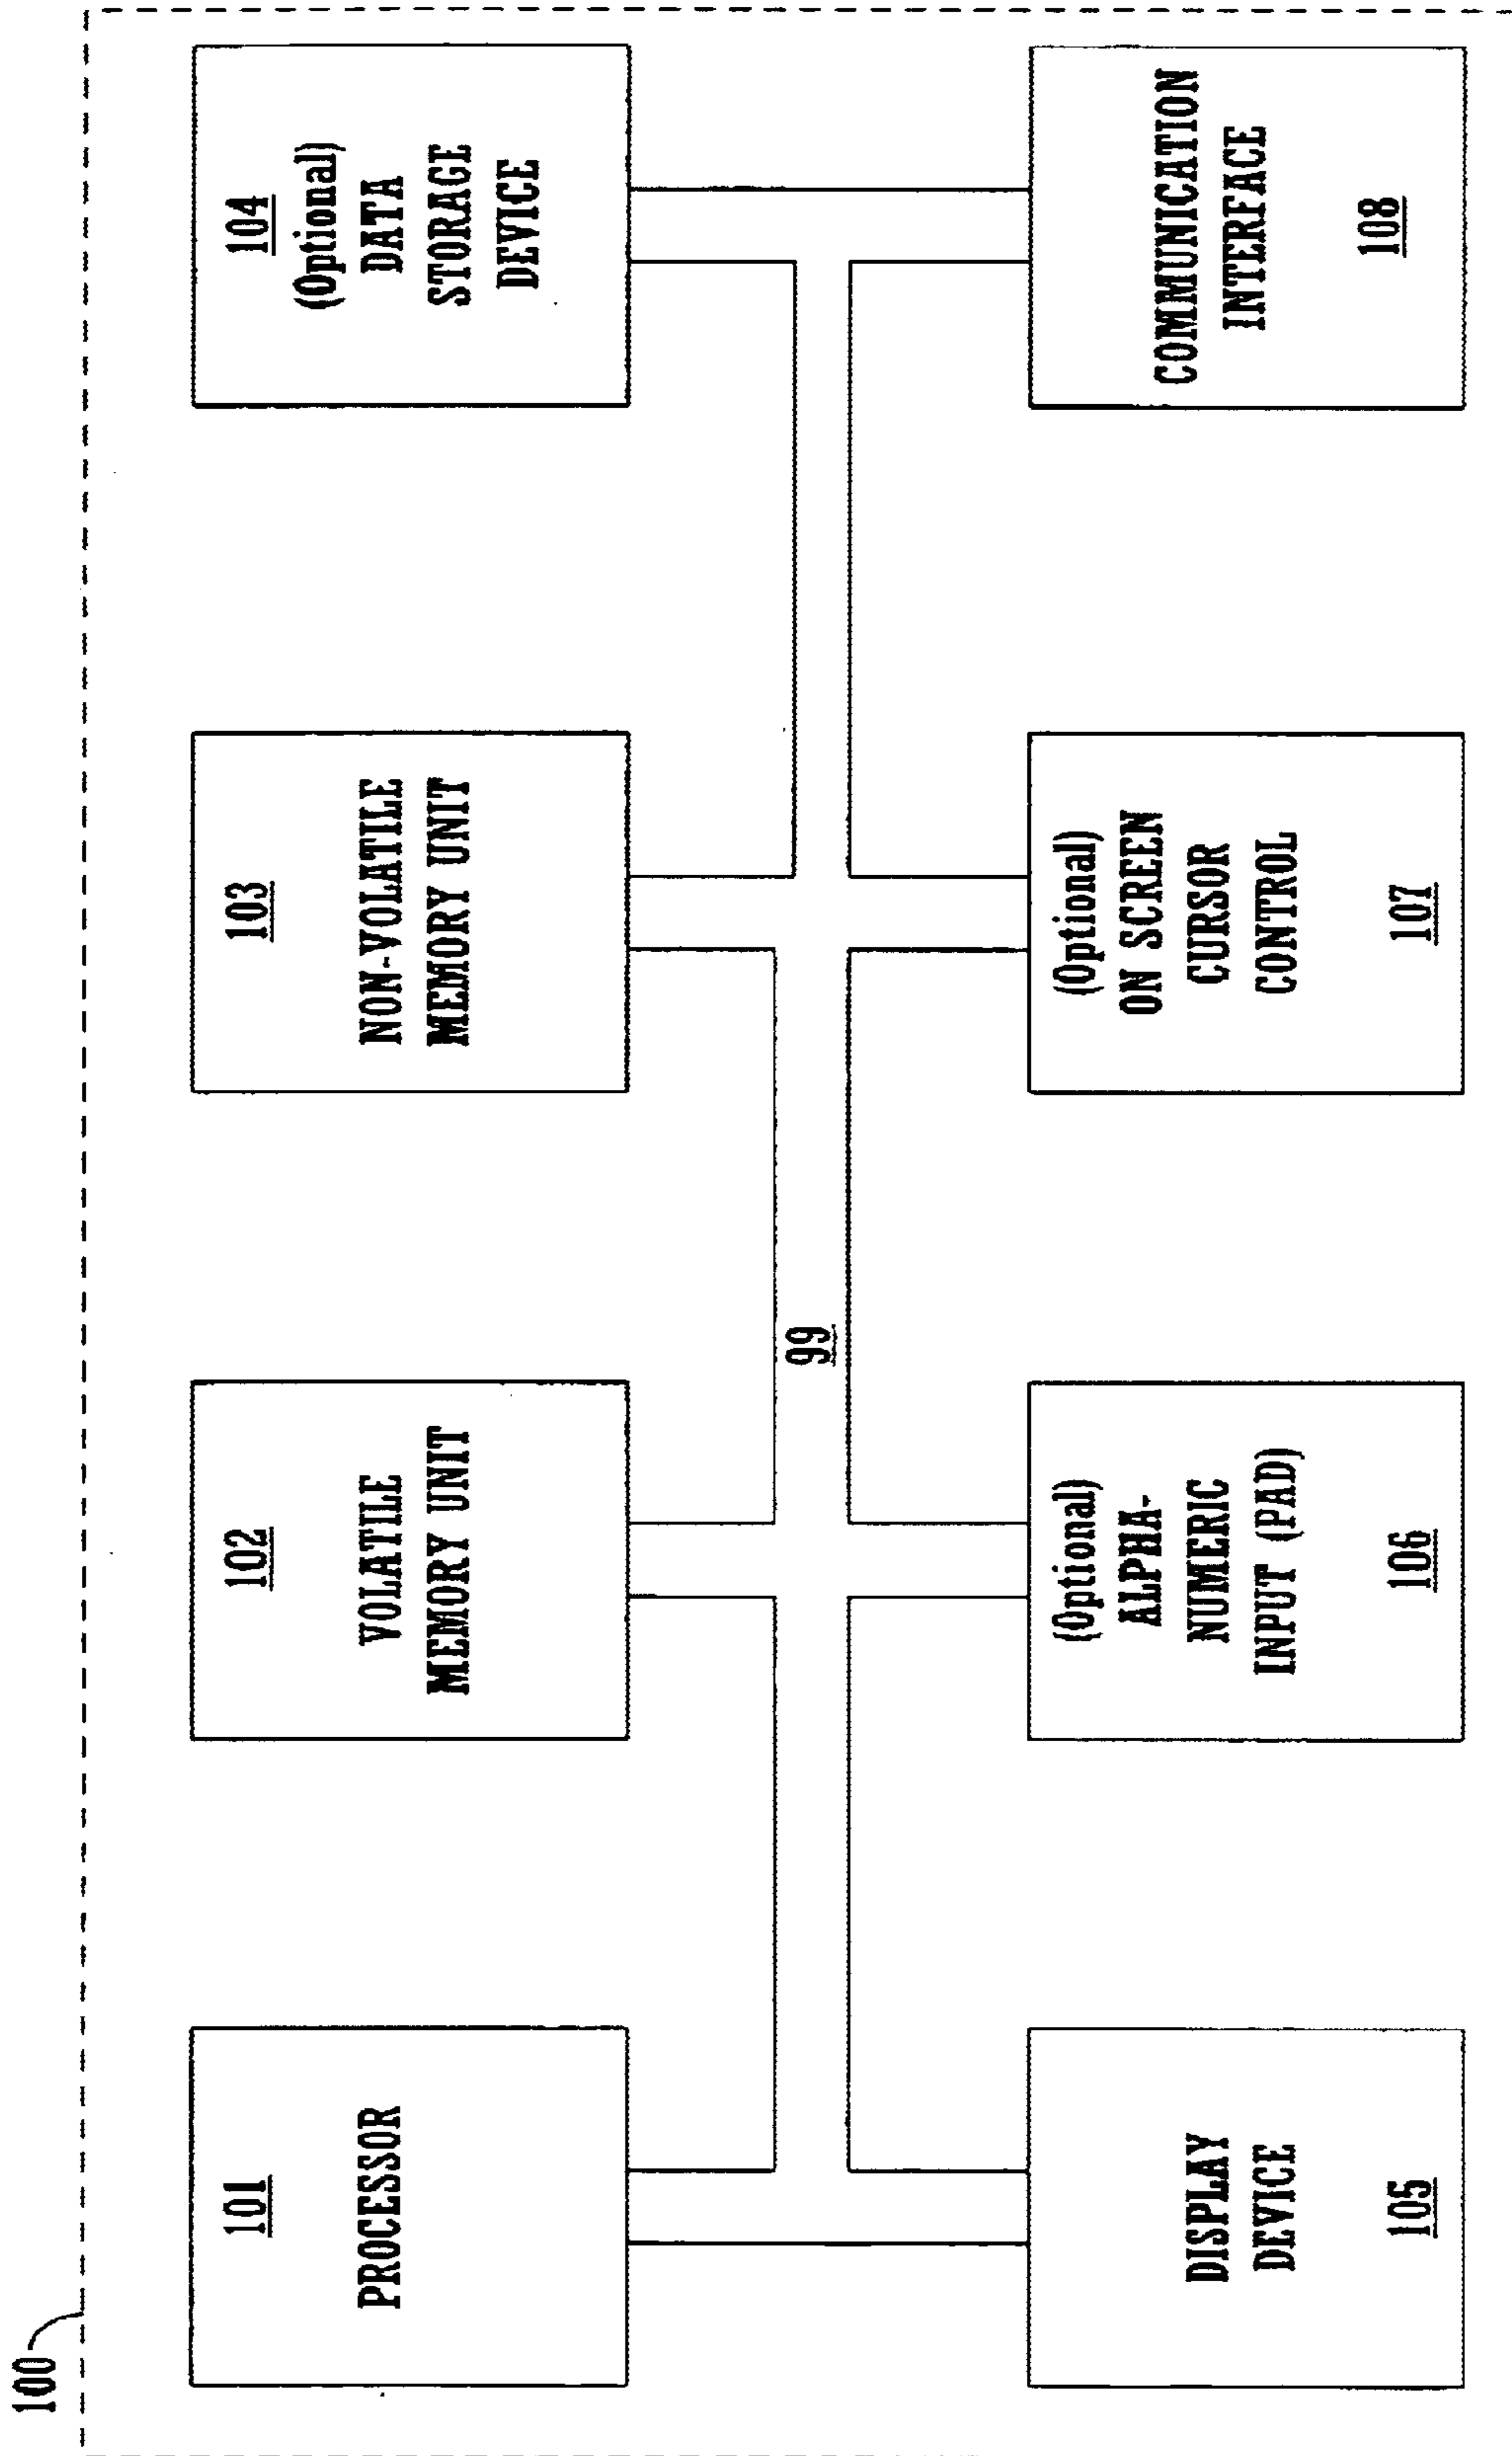 100
101
PROCESSOR
102
VOLATILE
MEMORY UNIT
103
NON-VOLATILE
MEMORY UNIT
104
(Optional)
DATA
STORAGE
DEVICE
99
DISPLAY
DEVICE
105
(Optional)
ALPHA-
NUMERIC
INPUT (PAD)
106
(Optional)
ON SCREEN
CURSOR
CONTROL
107
COMMUNICATION
INTERFACE
108